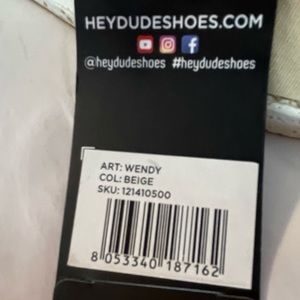 HEYDUDESHOES.COM
@heydudeshoes #heydudeshoes
ART: WENDY
COL: BEIGE
SKU: 121410500
8 053340 187162